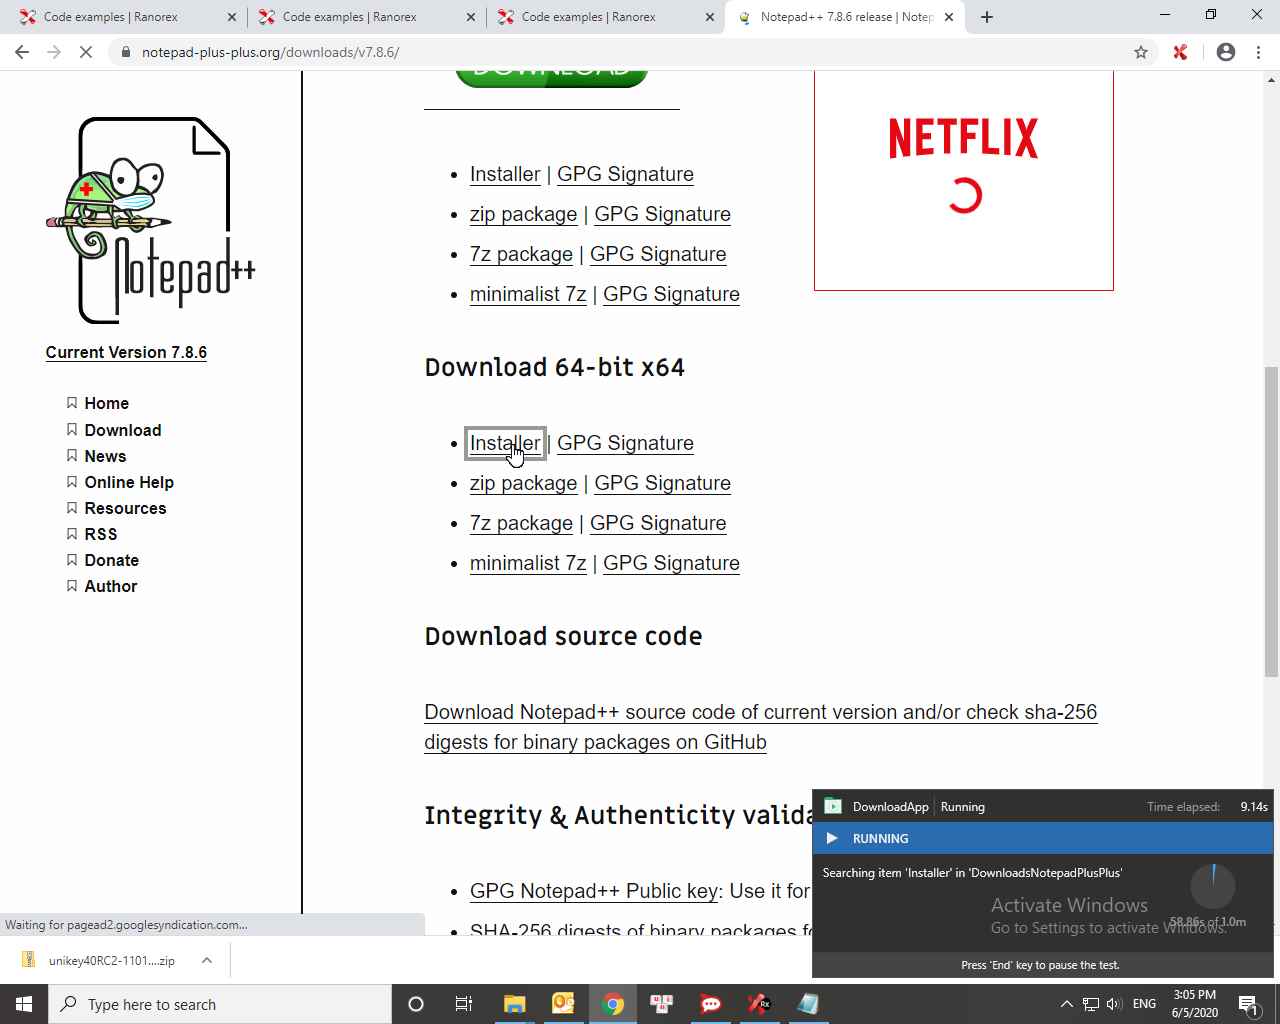 Code examples | Ranorex
Code examples | Ranorex
Code examples | Ranorex
Notepad++ 7.8.6 release | Notep
notepad-plus-plus.org/downloads/v7.8.6/
DOWNLOAD
NETFLIX
Notepad++
Current Version 7.8.6
Home
Download
News
Online Help
Resources
RSS
Donate
Author
Installer | GPG Signature
zip package | GPG Signature
7z package | GPG Signature
minimalist 7z | GPG Signature
Download 64-bit x64
Installer | GPG Signature
zip package | GPG Signature
7z package | GPG Signature
minimalist 7z | GPG Signature
Download source code
Download Notepad++ source code of current version and/or check sha-256
digests for binary packages on GitHub
Integrity & Authenticity valida
GPG Notepad++ Public key: Use it for
SHA-256 digests of binary packages fo
Waiting for pagead2.googlesyndication.com...
DownloadApp Running Time elapsed: 9.14s
RUNNING
Searching item 'Installer' in 'DownloadsNotepadPlusPlus'
58.86s of 1.0m
Activate Windows
Go to Settings to activate Windows.
Press 'End' key to pause the test.
unikey40RC2-1101....zip
Type here to search
ENG
3:05 PM
6/5/2020
1